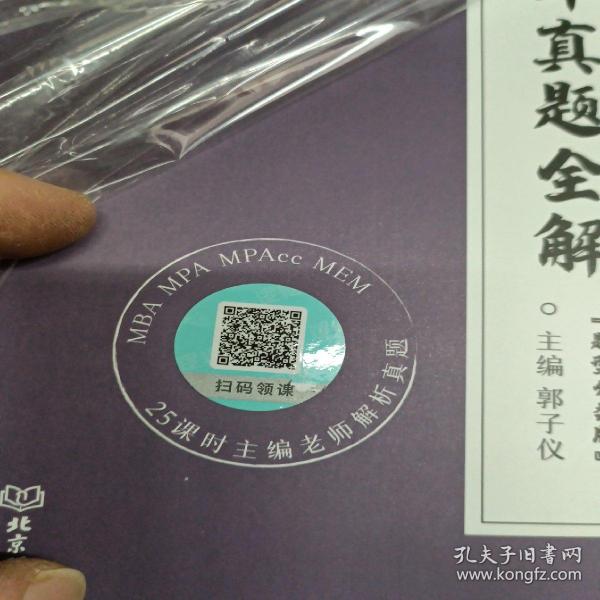 真题全解
主编 郭子仪
MBA MPA MPAcc MEM
扫码领课
25课时主编老师解析真题
北京
孔夫子旧书网
www.kongfz.com